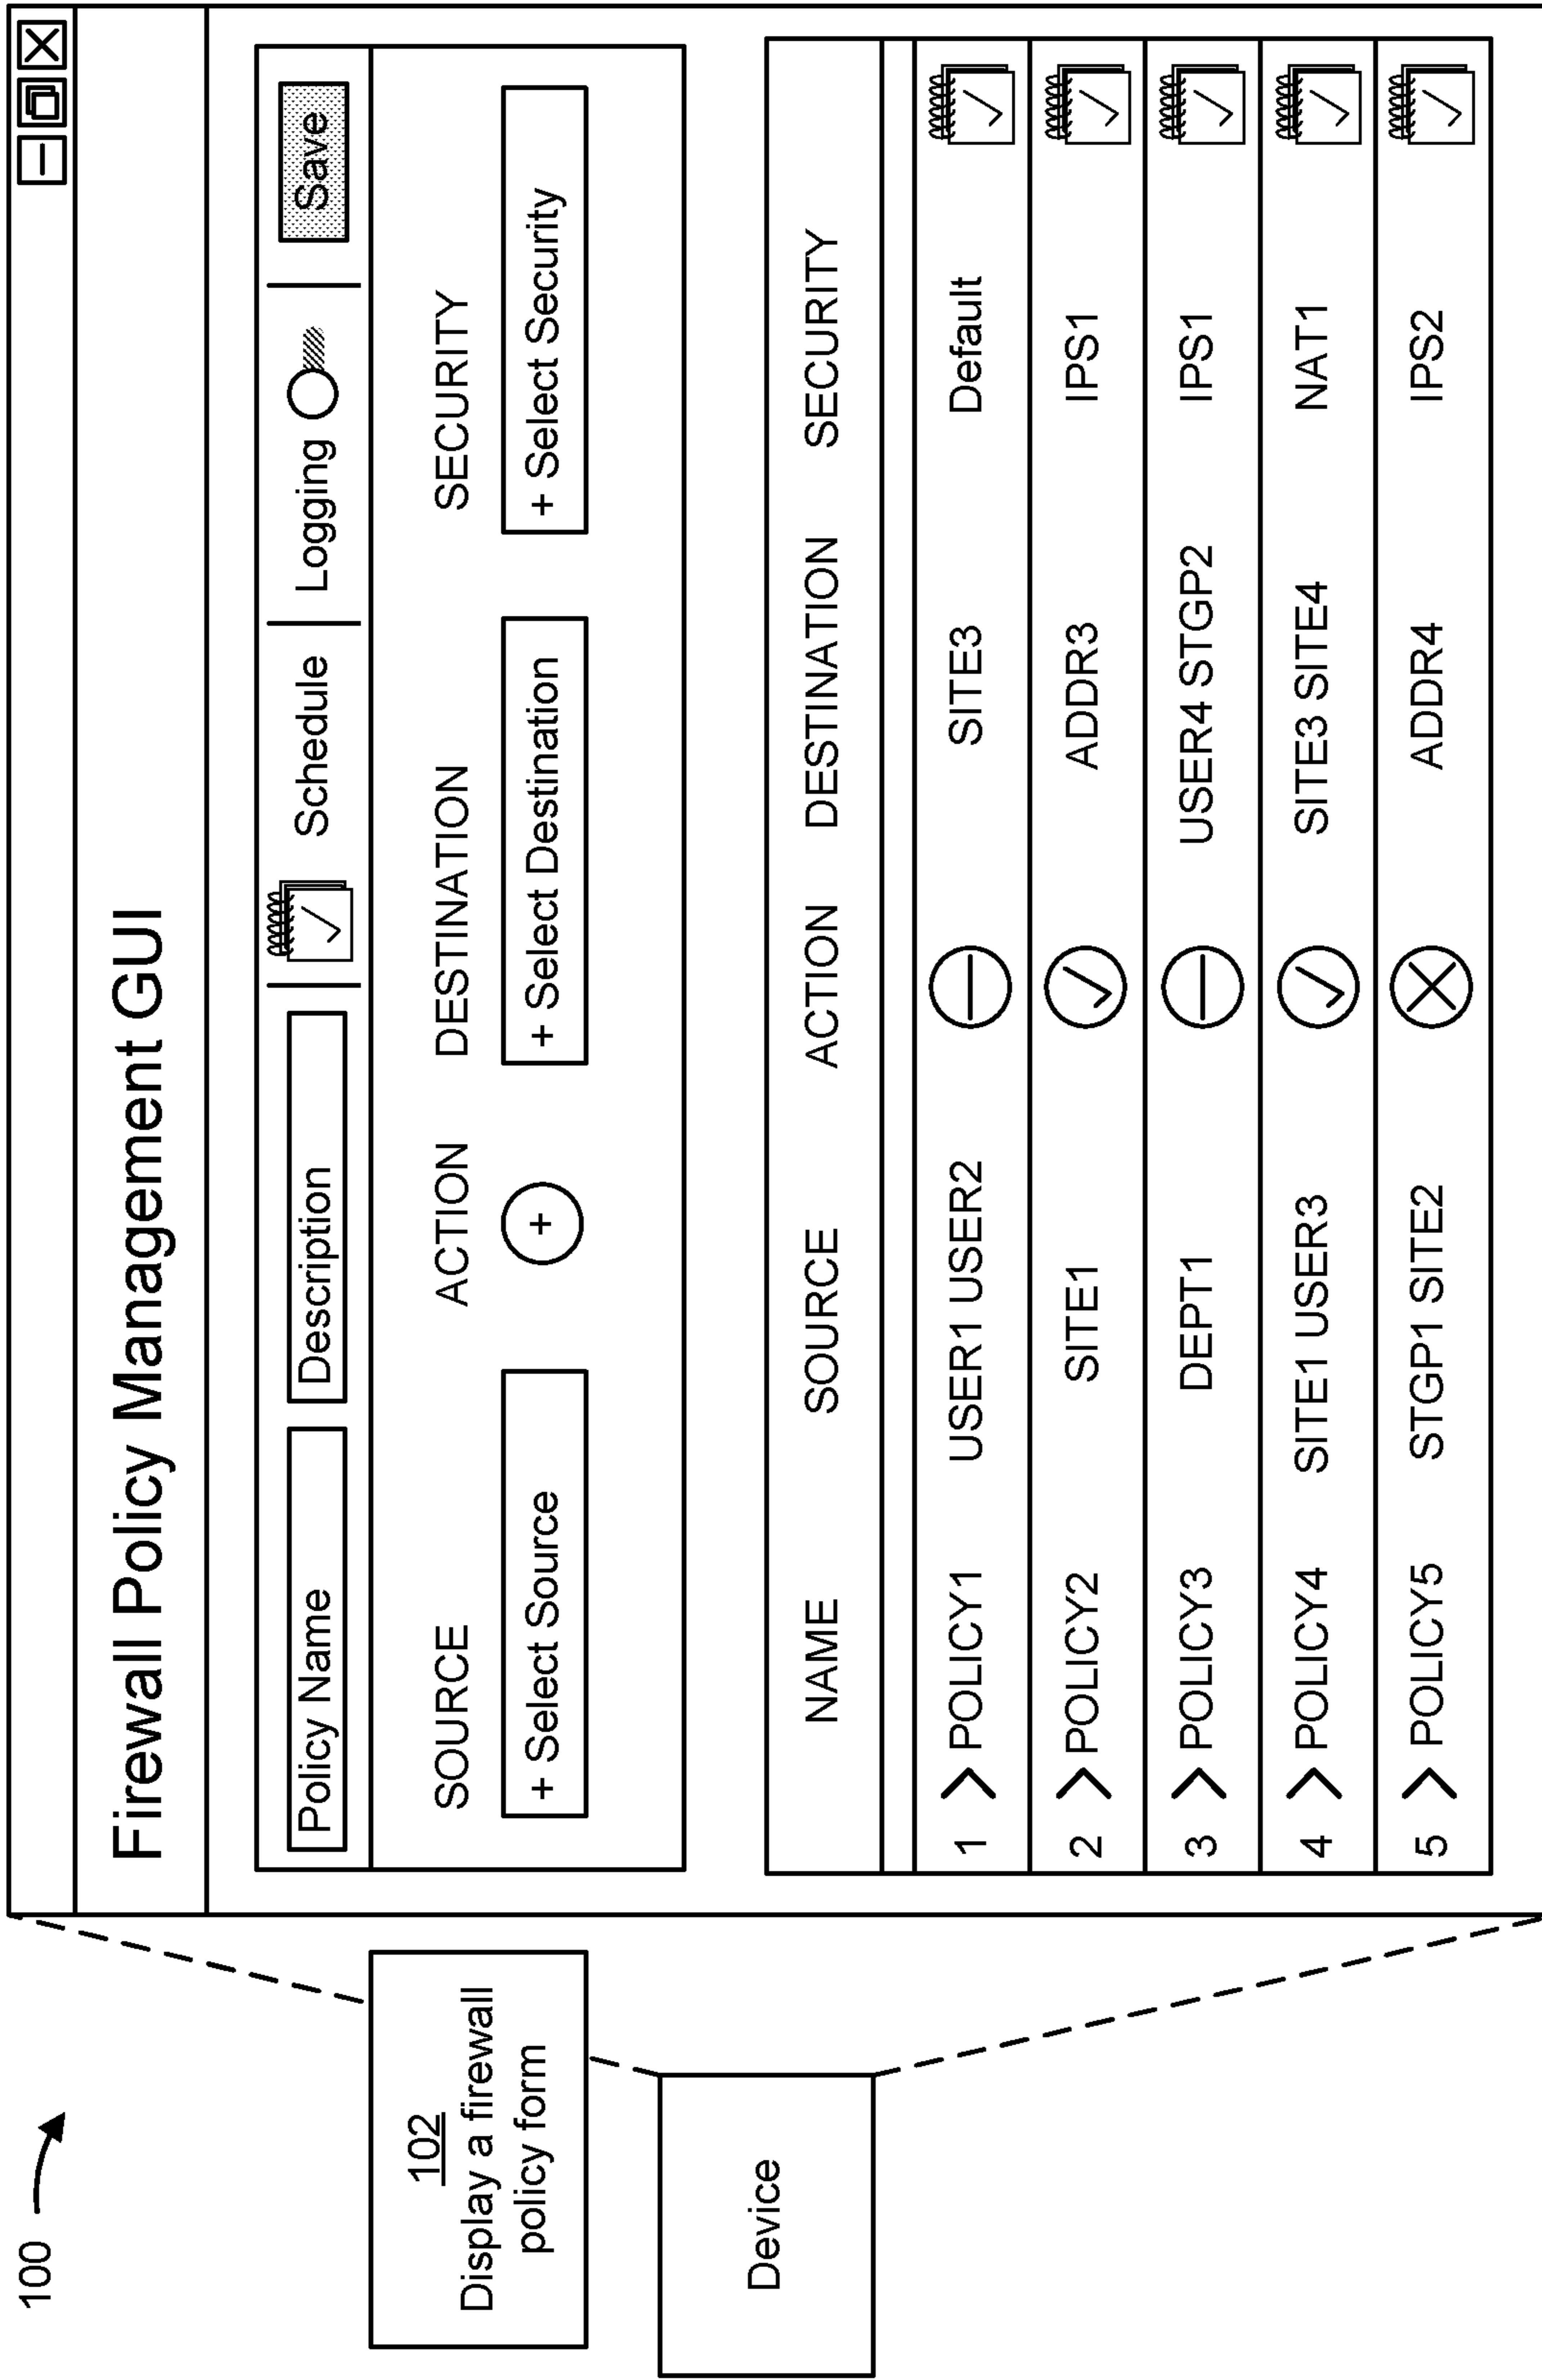 100
102
Display a firewall
policy form
Device
Firewall Policy Management GUI
Policy Name Description Schedule Logging Save
SOURCE ACTION DESTINATION SECURITY
+ Select Source + + Select Destination + Select Security
NAME SOURCE ACTION DESTINATION SECURITY
1 POLICY1 USER1 USER2 SITE3 Default
2 POLICY2 SITE1 ADDR3 IPS1
3 POLICY3 DEPT1 USER4 STGP2 IPS1
4 POLICY4 SITE1 USER3 SITE3 SITE4 NAT1
5 POLICY5 STGP1 SITE2 ADDR4 IPS2